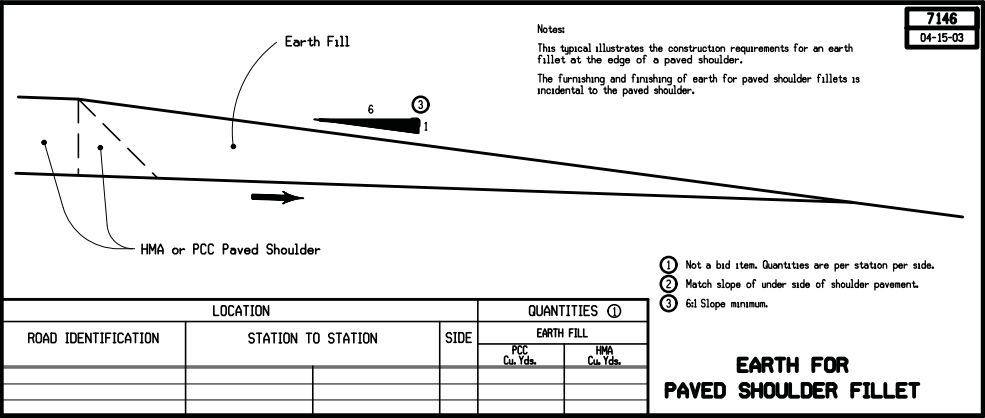 7146
04-15-03
Notes:
This typical illustrates the construction requirements for an earth
fillet at the edge of a paved shoulder.
The furnishing and finishing of earth for paved shoulder fillets is
incidental to the paved shoulder.
Earth Fill
6
3
1
HMA or PCC Paved Shoulder
1 Not a bid item. Quantities are per station per side.
2 Match slope of under side of shoulder pavement.
3 6:1 Slope minimum.
LOCATION
QUANTITIES 1
ROAD IDENTIFICATION
STATION TO STATION
SIDE
EARTH FILL
PCC
Cu. Yds.
HMA
Cu. Yds.
EARTH FOR
PAVED SHOULDER FILLET